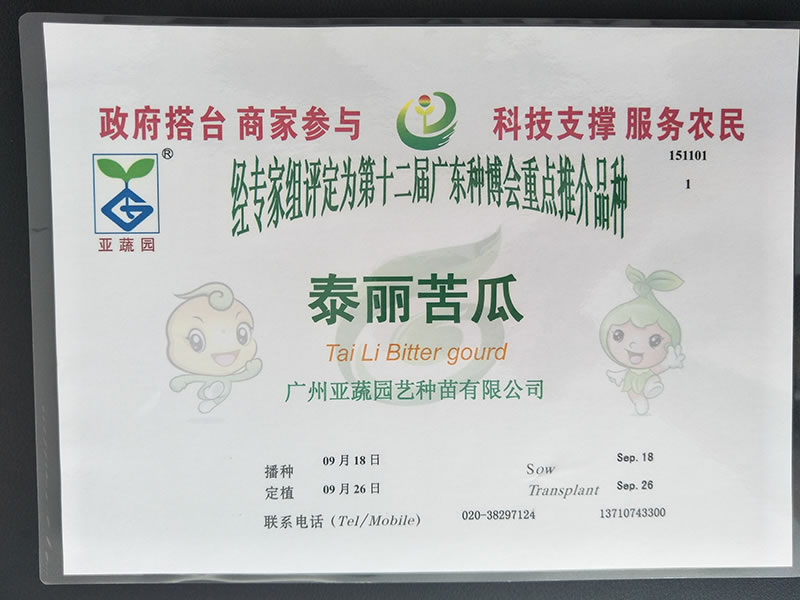 政府搭台 商家参与 科技支撑 服务农民
151101
1
®
亚蔬园
经专家组评定为第十二届广东种博会重点推介品种
泰丽苦瓜
Tai Li Bitter gourd
广州亚蔬园艺种苗有限公司
播种 09月18日 Sow Sep. 18
定植 09月26日 Transplant Sep. 26
联系电话(Tel/Mobile) 020-38297124 13710743300